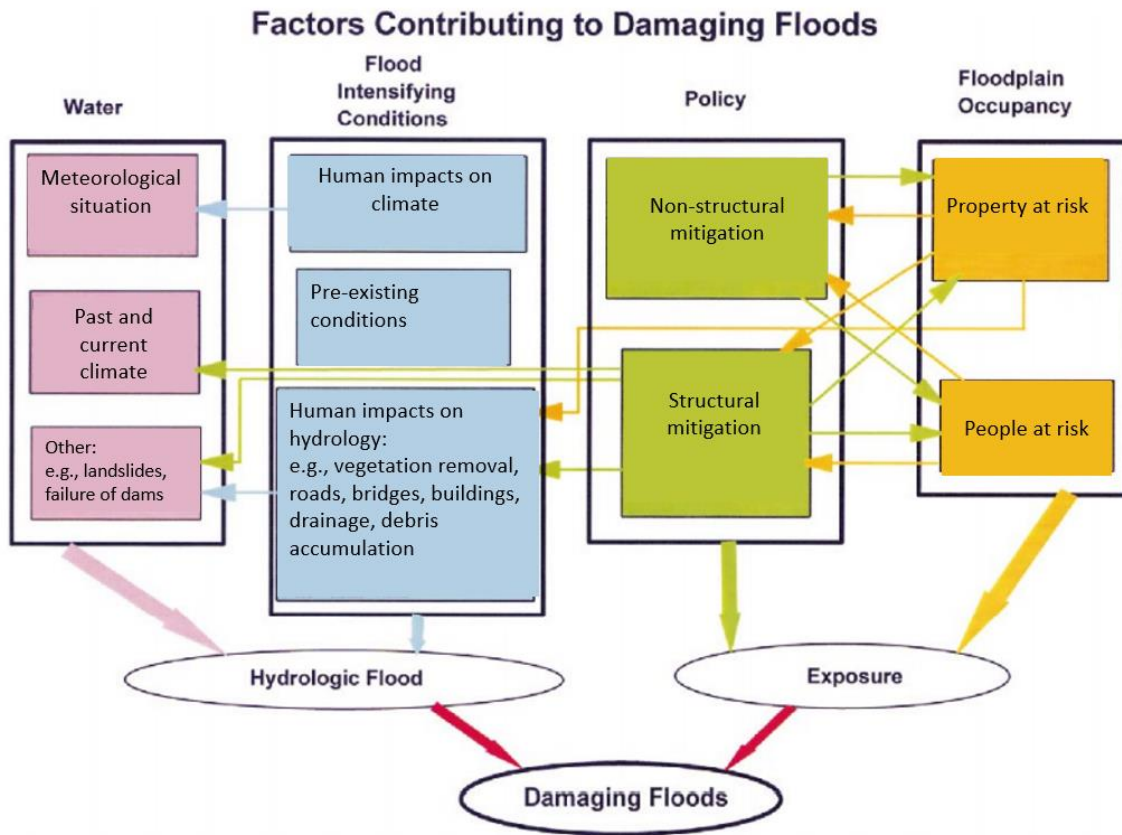 Factors Contributing to Damaging Floods
Water
Flood
Intensifying
Conditions
Policy
Floodplain
Occupancy
Meteorological
situation
Past and
current
climate
Other:
e.g., landslides,
failure of dams
Human impacts on
climate
Pre-existing
conditions
Human impacts on
hydrology:
e.g., vegetation removal,
roads, bridges, buildings,
drainage, debris
accumulation
Non-structural
mitigation
Structural
mitigation
Property at risk
People at risk
Hydrologic Flood
Exposure
Damaging Floods